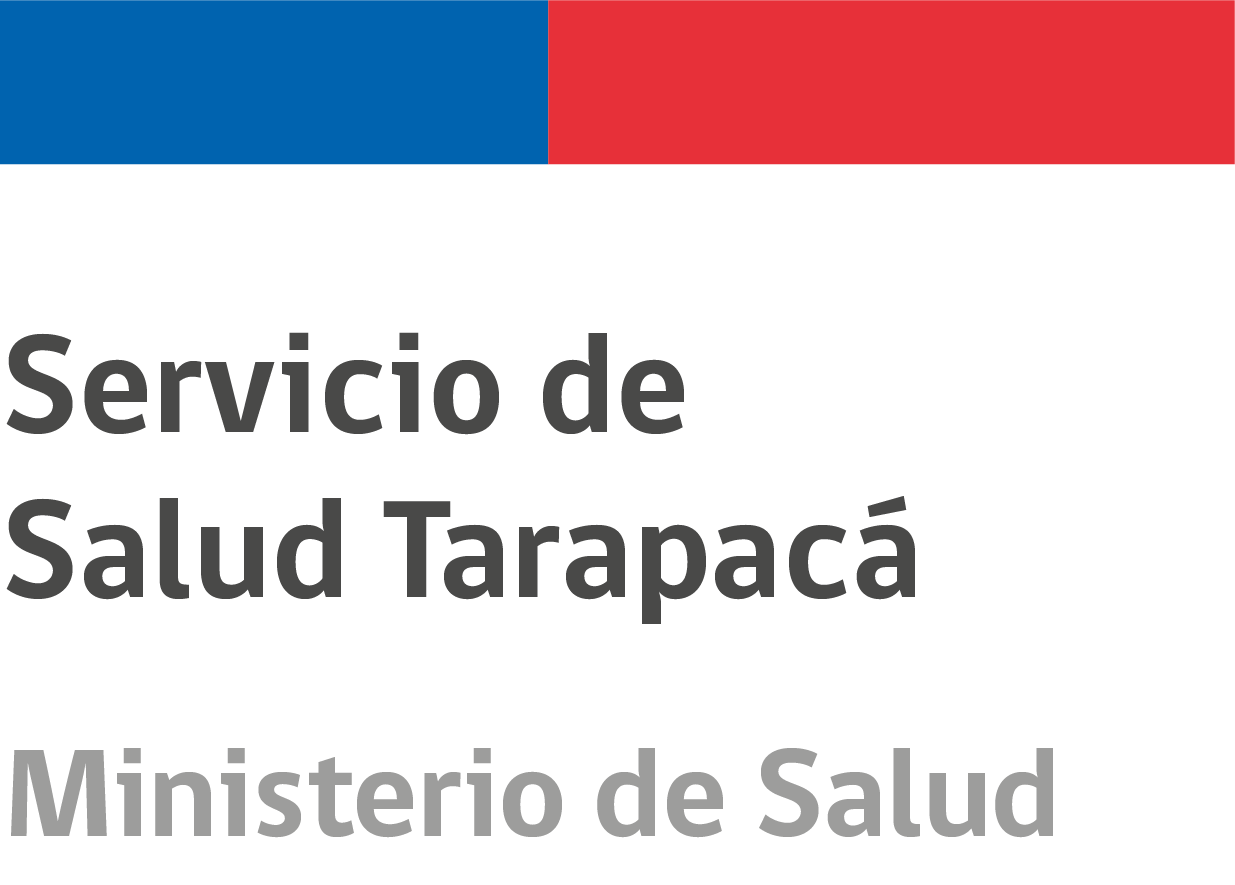 Servicio de
Salud Tarapacá
Ministerio de Salud